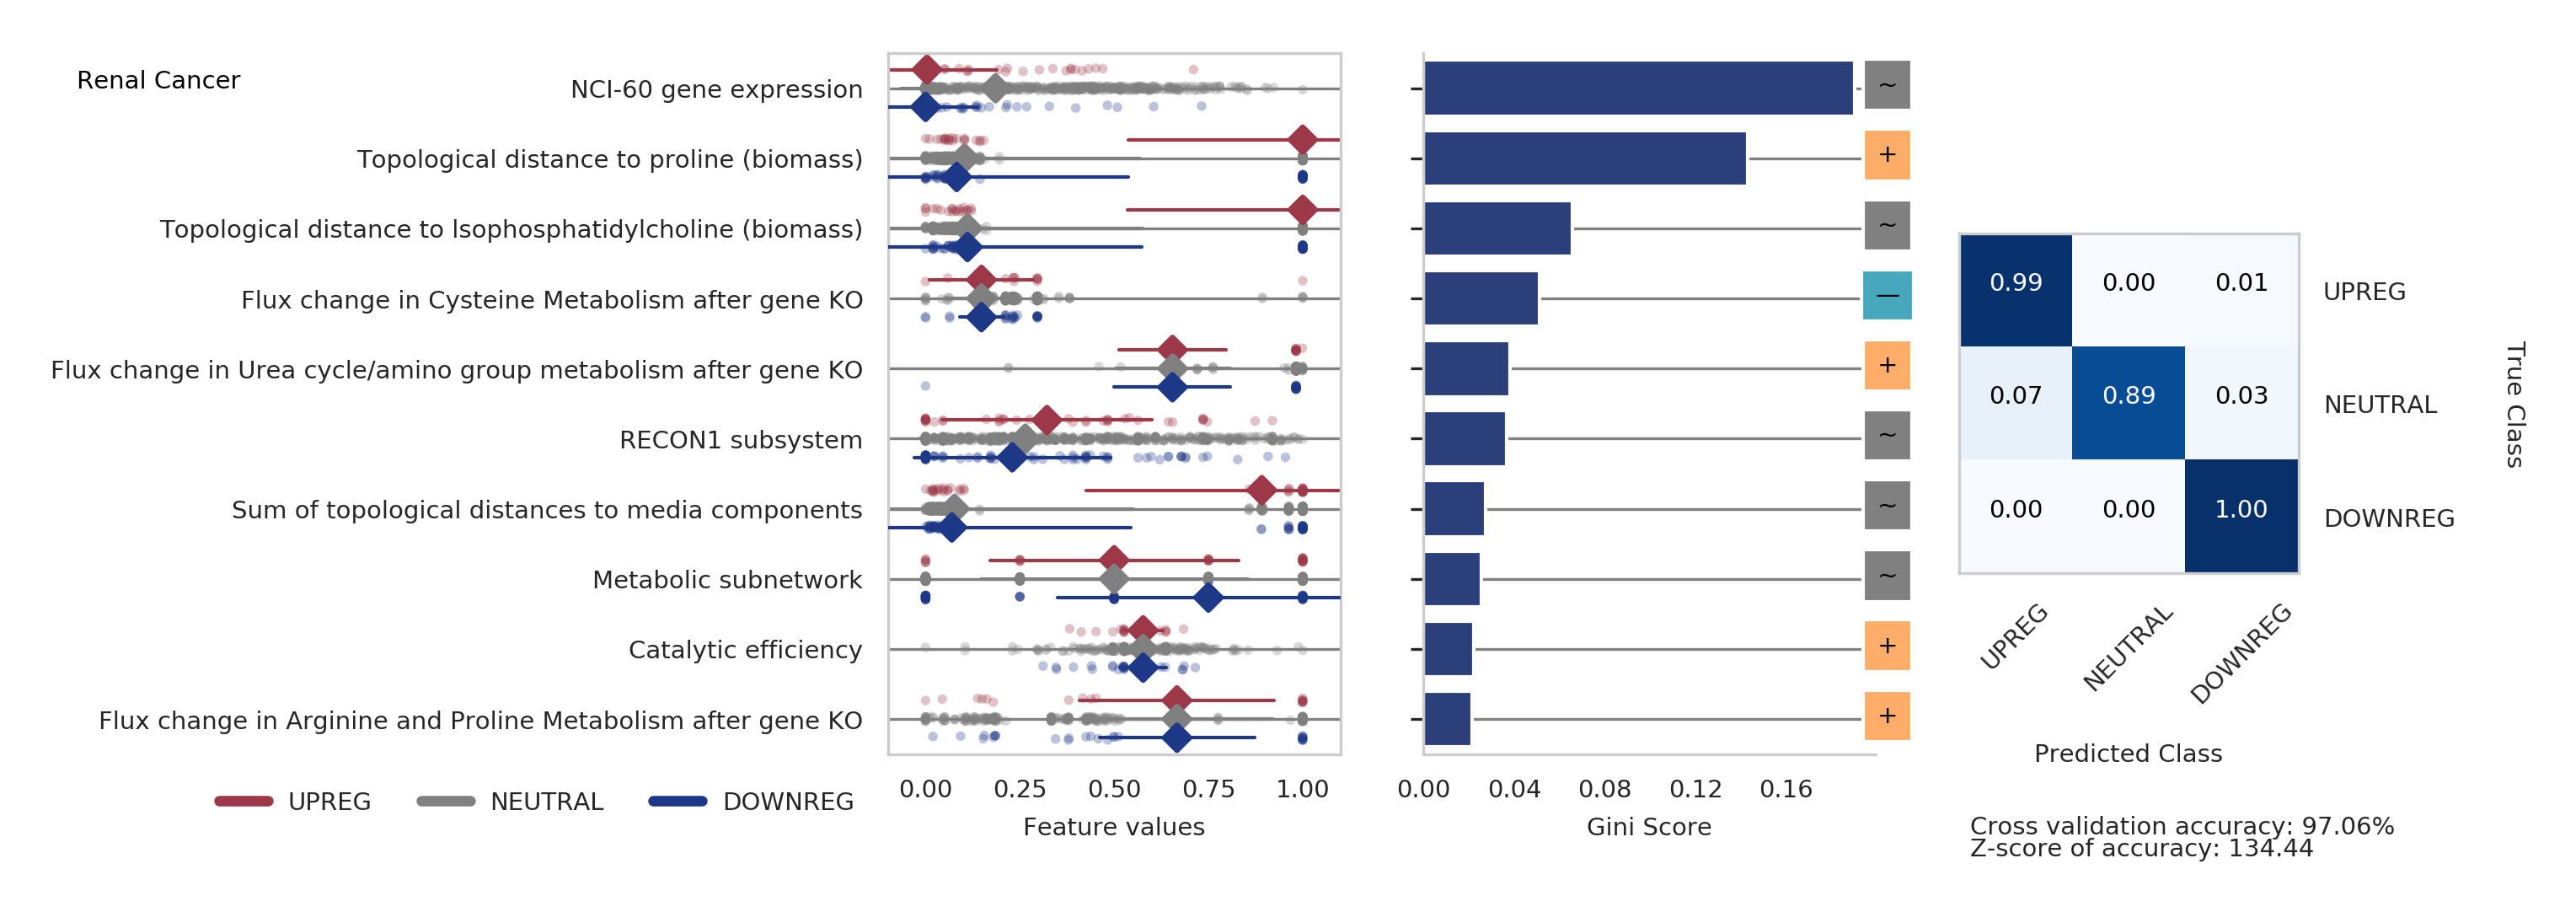 Renal Cancer
NCI-60 gene expression
Topological distance to proline (biomass)
Topological distance to lsophosphatidylcholine (biomass)
Flux change in Cysteine Metabolism after gene KO
Flux change in Urea cycle/amino group metabolism after gene KO
RECON1 subsystem
Sum of topological distances to media components
Metabolic subnetwork
Catalytic efficiency
Flux change in Arginine and Proline Metabolism after gene KO
UPREG NEUTRAL DOWNREG
0.00 0.25 0.50 0.75 1.00
Feature values
~
+
~
—
+
~
~
~
+
+
0.00 0.04 0.08 0.12 0.16
Gini Score
0.99 0.00 0.01 UPREG
0.07 0.89 0.03 NEUTRAL
0.00 0.00 1.00 DOWNREG
True Class
UPREG NEUTRAL DOWNREG
Predicted Class
Cross validation accuracy: 97.06%
Z-score of accuracy: 134.44